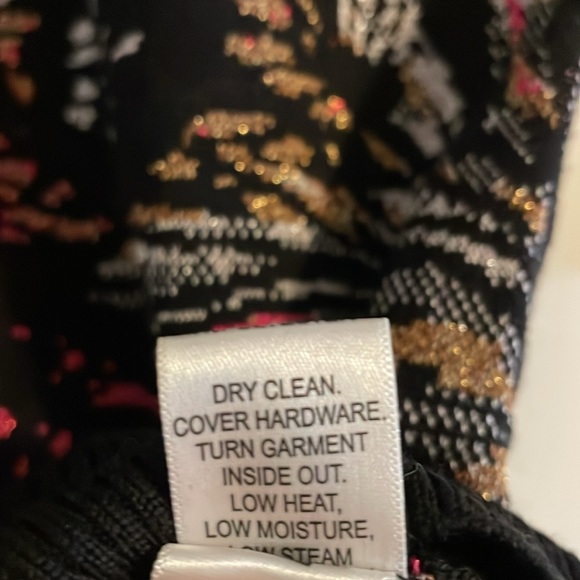 DRY CLEAN.
COVER HARDWARE.
TURN GARMENT
INSIDE OUT.
LOW HEAT,
LOW MOISTURE,
LOW STEAM